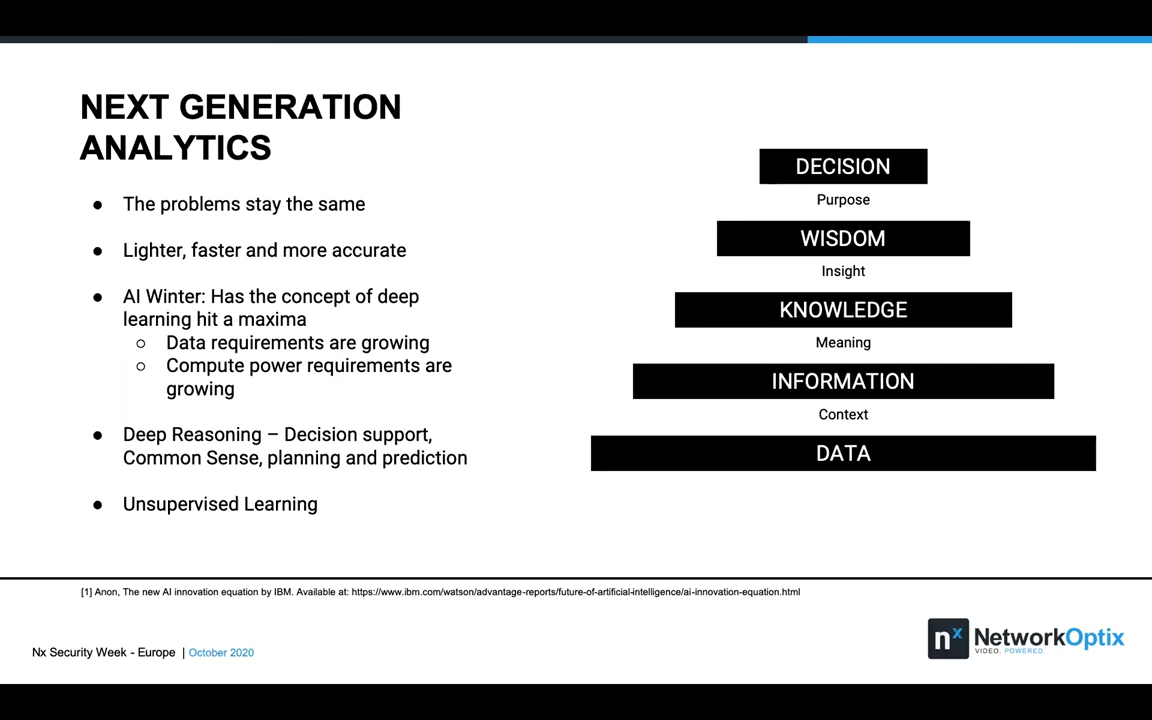 NEXT GENERATION
ANALYTICS
● The problems stay the same
● Lighter, faster and more accurate
● AI Winter: Has the concept of deep
learning hit a maxima
○ Data requirements are growing
○ Compute power requirements are
growing
● Deep Reasoning – Decision support,
Common Sense, planning and prediction
● Unsupervised Learning
DECISION
Purpose
WISDOM
Insight
KNOWLEDGE
Meaning
INFORMATION
Context
DATA
[1] Anon, The new AI innovation equation by IBM. Available at: https://www.ibm.com/watson/advantage-reports/future-of-artificial-intelligence/ai-innovation-equation.html
Nx Security Week - Europe | October 2020
nx NetworkOptix
VIDEO. POWERED.